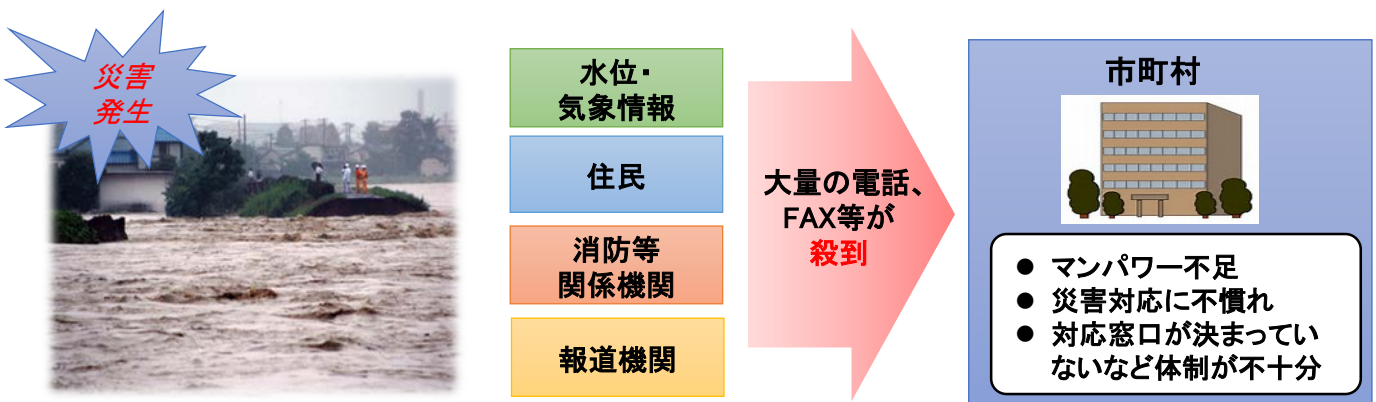 災害
発生
水位・
気象情報
住民
消防等
関係機関
報道機関
大量の電話、
FAX等が
殺到
市町村
● マンパワー不足
● 災害対応に不慣れ
● 対応窓口が決まってい
ないなど体制が不十分